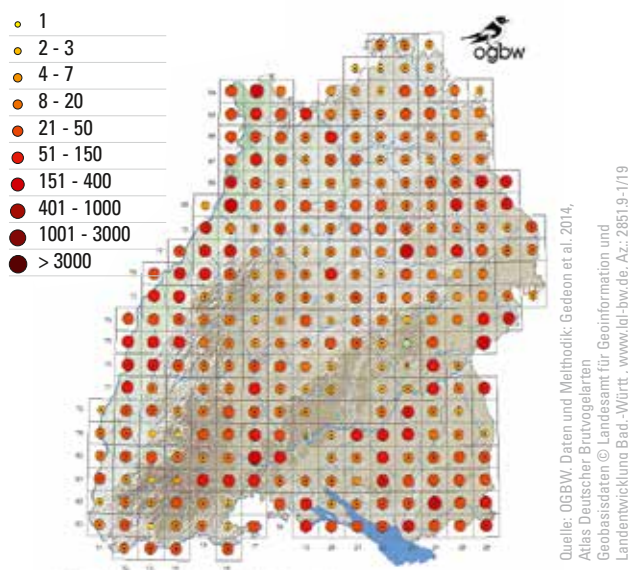 1
2 - 3
4 - 7
8 - 20
21 - 50
51 - 150
151 - 400
401 - 1000
1001 - 3000
> 3000
ogbw
Quelle: OGBW. Daten und Melthodik: Gedeon et al. 2014,
Atlas Deutscher Brutvogelarten
Geobasisdaten © Landesamt für Geoinformation und
Landentwicklung Bad.-Württ., www.lgl-bw.de, Az.: 2851.9-1/19